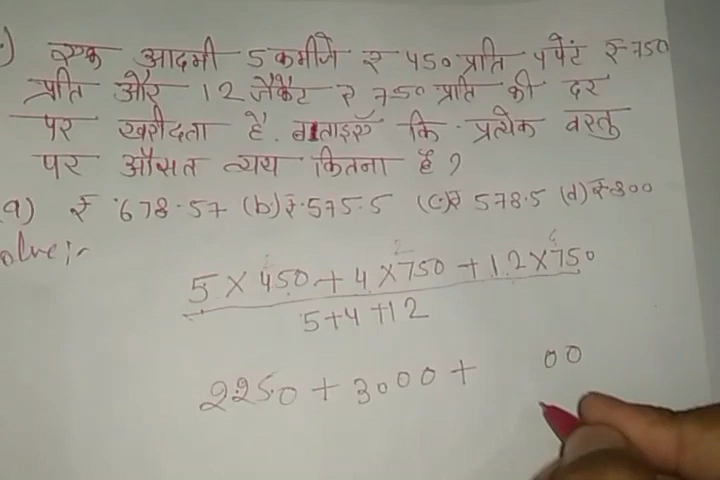 एक आदमी 5 कमीजे ₹ 450 प्रति 4 पेंट ₹ 750
प्रति और 12 जैकेट ₹ 750 प्रति की दर
पर खरीदता है. बताइए कि प्रत्येक वस्तु
पर औसत व्यय कितना है?
a) ₹ 678.57 (b) ₹.575.5 (c) ₹ 578.5 (d) ₹800
olve:-
5 × 450 + 4 × 750 + 12 × 750
5+4+12
2250 + 3000 + 00